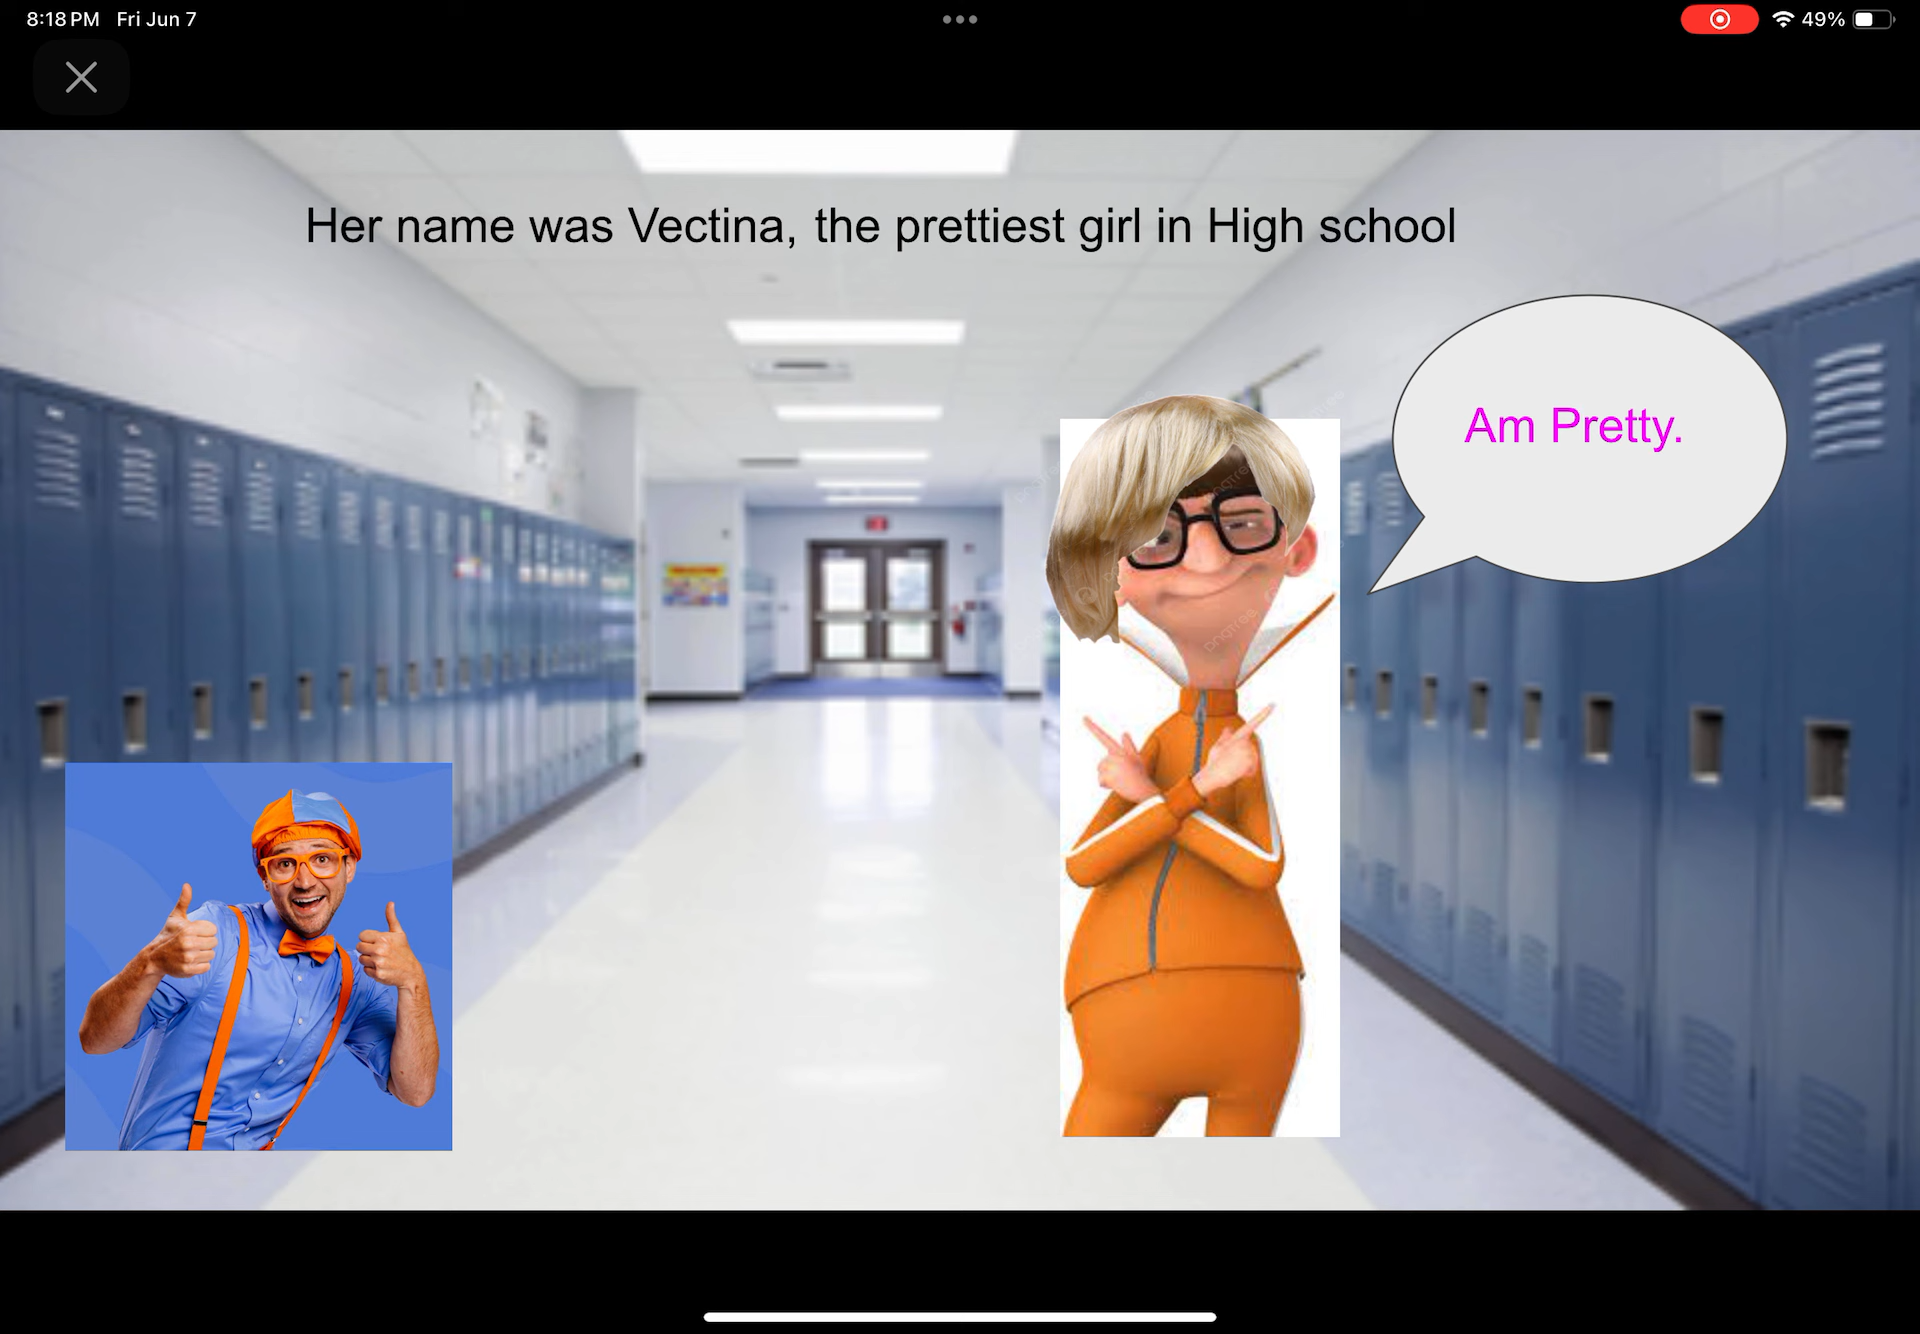 8:18 PM Fri Jun 7
49%
Her name was Vectina, the prettiest girl in High school
Am Pretty.